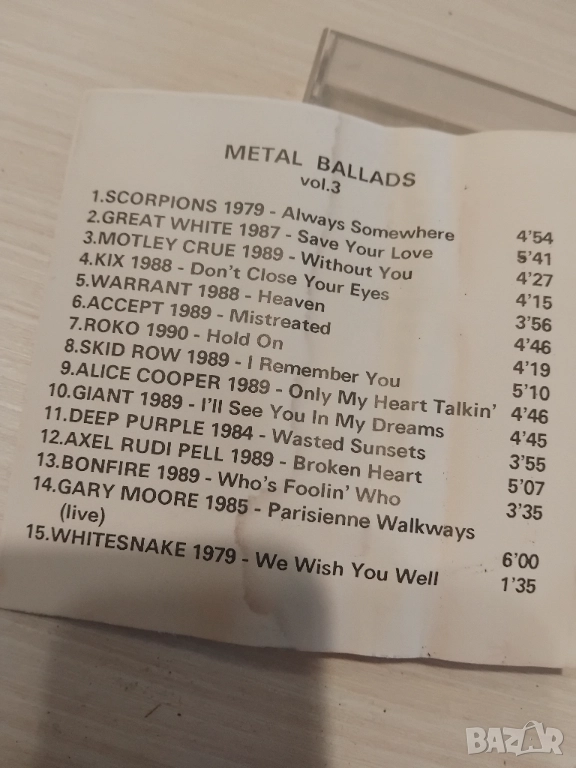 METAL BALLADS
vol.3
1.SCORPIONS 1979 - Always Somewhere 4'54
2.GREAT WHITE 1987 - Save Your Love 5'41
3.MOTLEY CRUE 1989 - Without You 4'27
4.KIX 1988 - Don't Close Your Eyes 4'15
5.WARRANT 1988 - Heaven 3'56
6.ACCEPT 1989 - Mistreated 4'46
7.ROKO 1990 - Hold On 4'19
8.SKID ROW 1989 - I Remember You 5'10
9.ALICE COOPER 1989 - Only My Heart Talkin' 4'46
10.GIANT 1989 - I'll See You In My Dreams 4'45
11.DEEP PURPLE 1984 - Wasted Sunsets 3'55
12.AXEL RUDI PELL 1989 - Broken Heart 5'07
13.BONFIRE 1989 - Who's Foolin' Who 3'35
14.GARY MOORE 1985 - Parisienne Walkways
(live) 6'00
15.WHITESNAKE 1979 - We Wish You Well 1'35
BAZAR